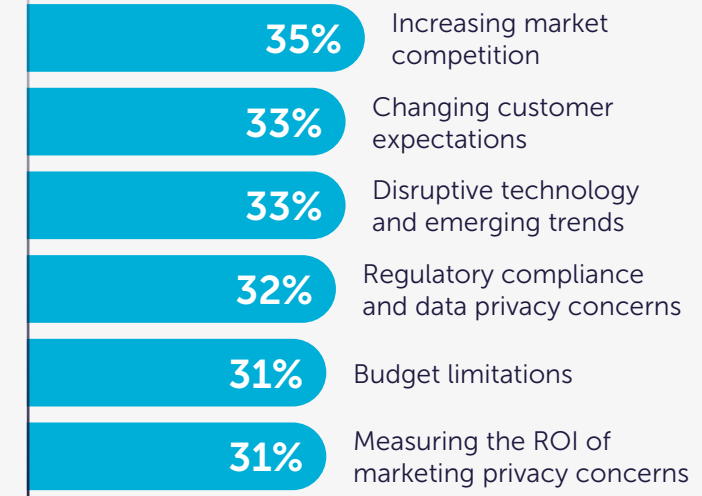 35%
Increasing market
competition
33%
Changing customer
expectations
33%
Disruptive technology
and emerging trends
32%
Regulatory compliance
and data privacy concerns
31%
Budget limitations
31%
Measuring the ROI of
marketing privacy concerns